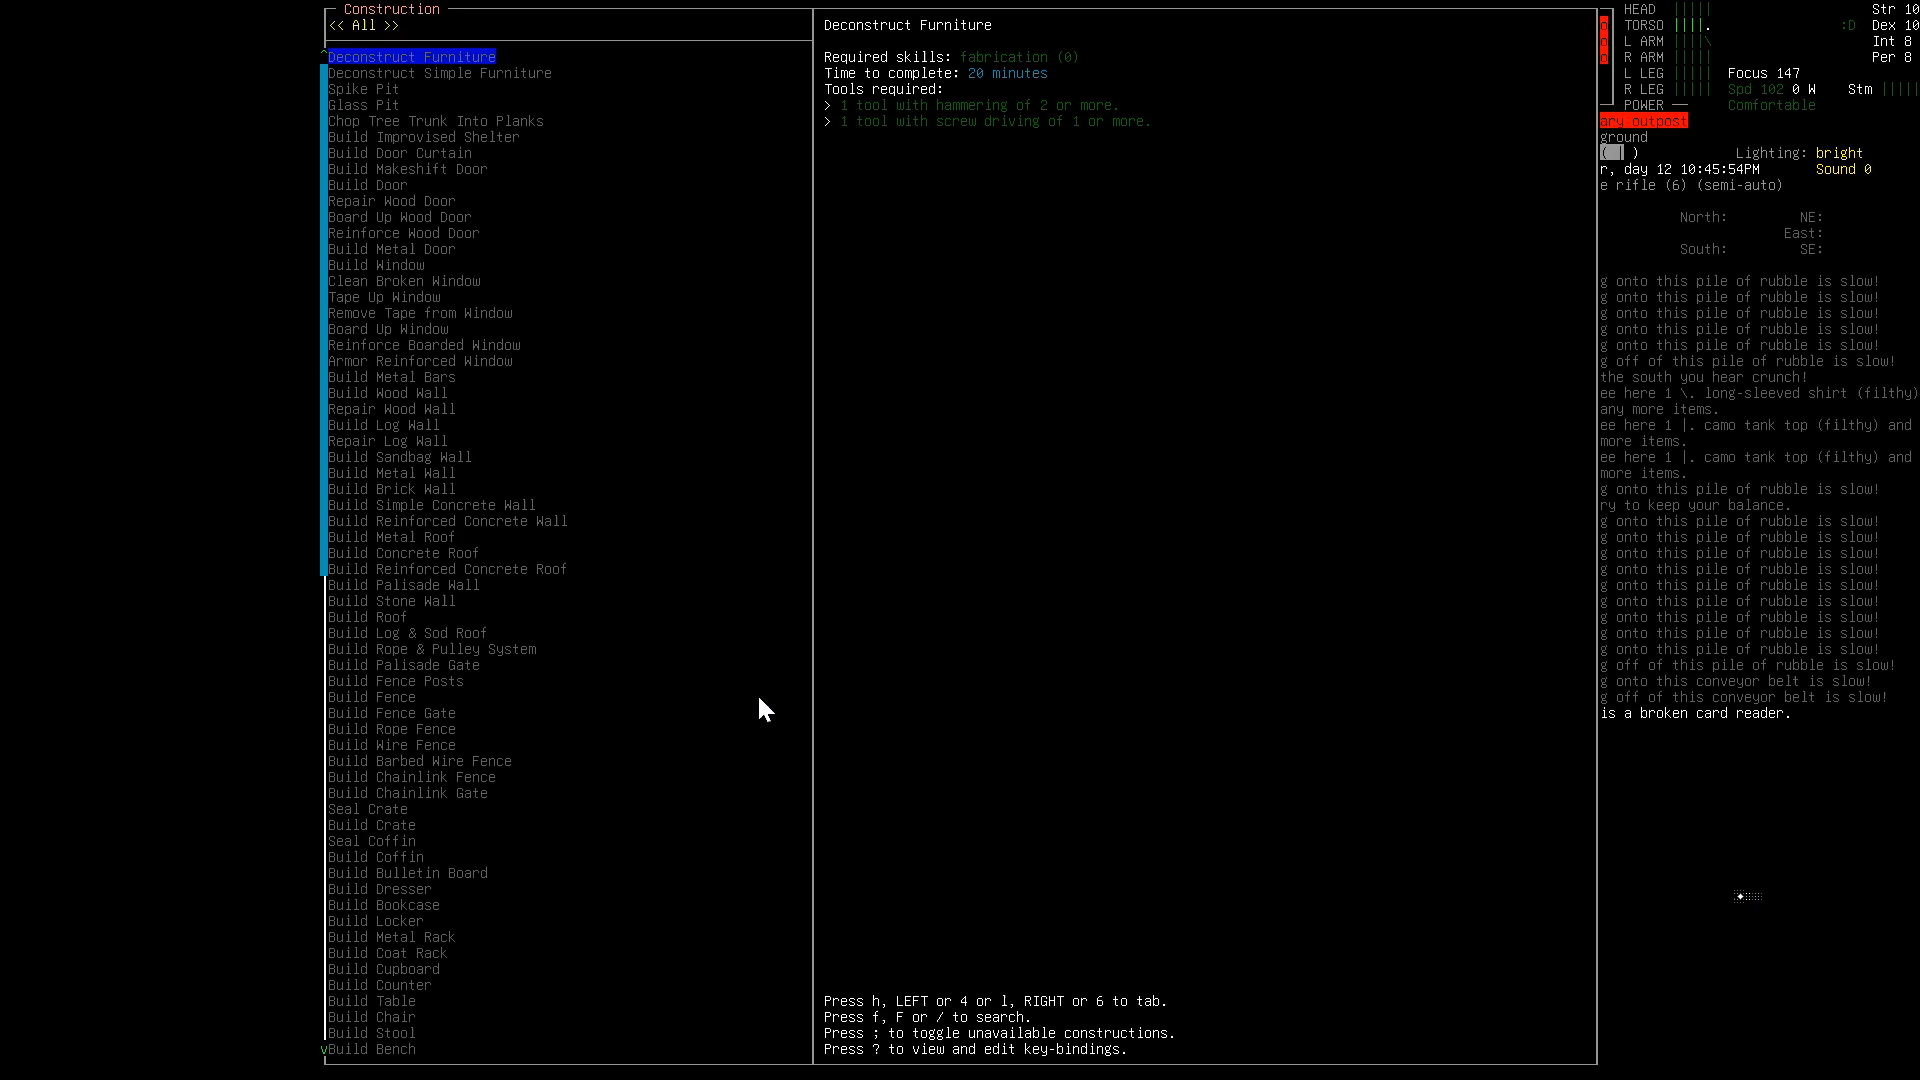 Construction
<< All >>
Deconstruct Furniture
Deconstruct Simple Furniture
Spike Pit
Glass Pit
Chop Tree Trunk Into Planks
Build Improvised Shelter
Build Door Curtain
Build Makeshift Door
Build Door
Repair Wood Door
Board Up Wood Door
Reinforce Wood Door
Build Metal Door
Build Window
Clean Broken Window
Tape Up Window
Remove Tape from Window
Board Up Window
Reinforce Boarded Window
Armor Reinforced Window
Build Metal Bars
Build Wood Wall
Repair Wood Wall
Build Log Wall
Repair Log Wall
Build Sandbag Wall
Build Metal Wall
Build Brick Wall
Build Simple Concrete Wall
Build Reinforced Concrete Wall
Build Metal Roof
Build Concrete Roof
Build Reinforced Concrete Roof
Build Palisade Wall
Build Stone Wall
Build Roof
Build Log & Sod Roof
Build Rope & Pulley System
Build Palisade Gate
Build Fence Posts
Build Fence
Build Fence Gate
Build Rope Fence
Build Wire Fence
Build Barbed Wire Fence
Build Chainlink Fence
Build Chainlink Gate
Seal Crate
Build Crate
Seal Coffin
Build Coffin
Build Bulletin Board
Build Dresser
Build Bookcase
Build Locker
Build Metal Rack
Build Coat Rack
Build Cupboard
Build Counter
Build Table
Build Chair
Build Stool
Build Bench
Deconstruct Furniture
Required skills: fabrication (0)
Time to complete: 20 minutes
Tools required:
> 1 tool with hammering of 2 or more.
> 1 tool with screw driving of 1 or more.
Press h, LEFT or 4 or l, RIGHT or 6 to tab.
Press f, F or / to search.
Press ; to toggle unavailable constructions.
Press ? to view and edit key-bindings.
HEAD ||||| Str 10
TORSO ||||. :D Dex 10
L ARM ||||\ Int 8
R ARM ||||| Per 8
L LEG ||||| Focus 147
R LEG ||||| Spd 102 0 W Stm |||||
POWER Comfortable
ary outpost
ground
( | ) Lighting: bright
r, day 12 10:45:54PM Sound 0
e rifle (6) (semi-auto)
North: NE:
East:
South: SE:
g onto this pile of rubble is slow!
g onto this pile of rubble is slow!
g onto this pile of rubble is slow!
g onto this pile of rubble is slow!
g onto this pile of rubble is slow!
g off of this pile of rubble is slow!
the south you hear crunch!
ee here 1 \. long-sleeved shirt (filthy)
any more items.
ee here 1 |. camo tank top (filthy) and
more items.
ee here 1 |. camo tank top (filthy) and
more items.
g onto this pile of rubble is slow!
ry to keep your balance.
g onto this pile of rubble is slow!
g onto this pile of rubble is slow!
g onto this pile of rubble is slow!
g onto this pile of rubble is slow!
g onto this pile of rubble is slow!
g onto this pile of rubble is slow!
g onto this pile of rubble is slow!
g onto this pile of rubble is slow!
g onto this pile of rubble is slow!
g off of this pile of rubble is slow!
g onto this conveyor belt is slow!
g off of this conveyor belt is slow!
is a broken card reader.